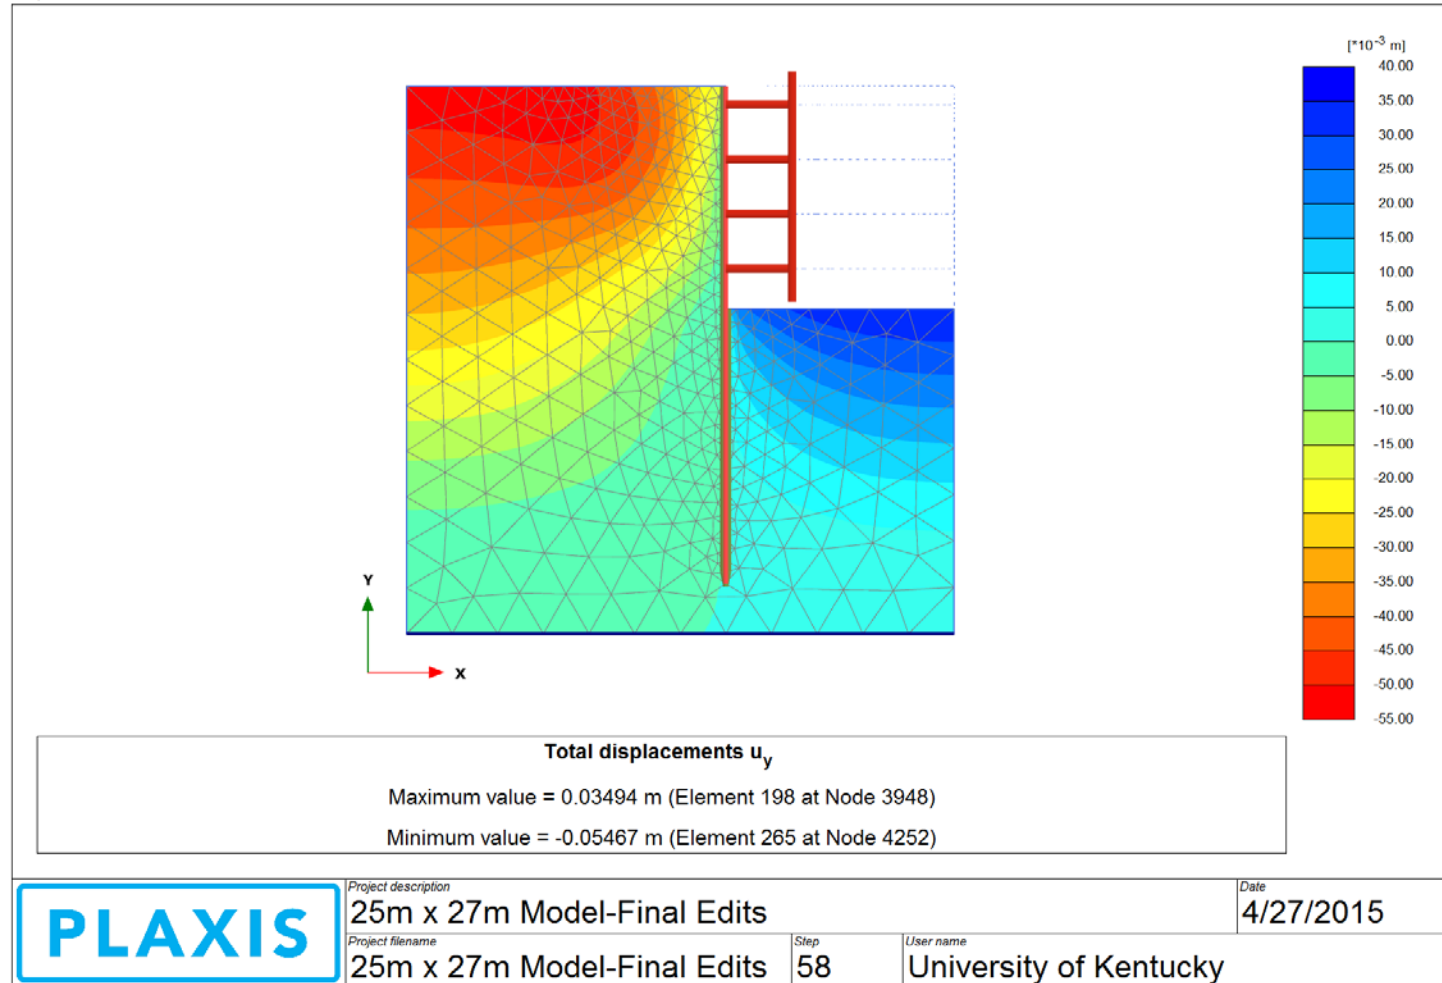 [*10-3 m]
40.00
35.00
30.00
25.00
20.00
15.00
10.00
5.00
0.00
-5.00
-10.00
-15.00
-20.00
-25.00
-30.00
-35.00
-40.00
-45.00
-50.00
-55.00
Y
X
Total displacements uy
Maximum value = 0.03494 m (Element 198 at Node 3948)
Minimum value = -0.05467 m (Element 265 at Node 4252)
PLAXIS
Project description
25m x 27m Model-Final Edits
Date
4/27/2015
Project filename
25m x 27m Model-Final Edits
Step
58
User name
University of Kentucky